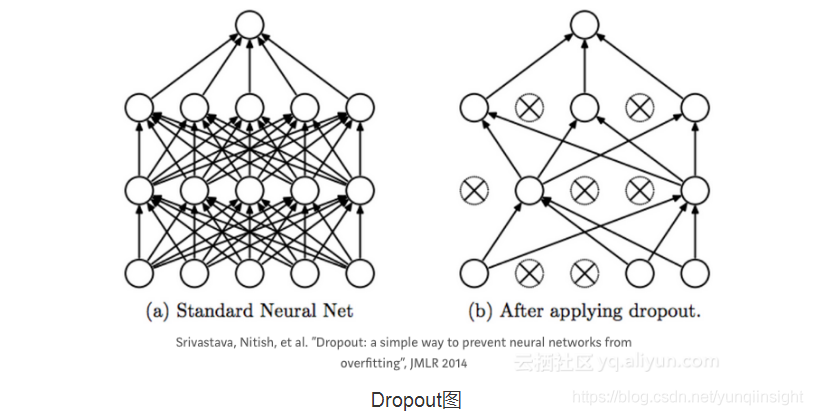 (a) Standard Neural Net
(b) After applying dropout.
Srivastava, Nitish, et al. "Dropout: a simple way to prevent neural networks from
overfitting", JMLR 2014
云栖社区 yq.aliyun.com
Dropout图
https://blog.csdn.net/yunqiinsight